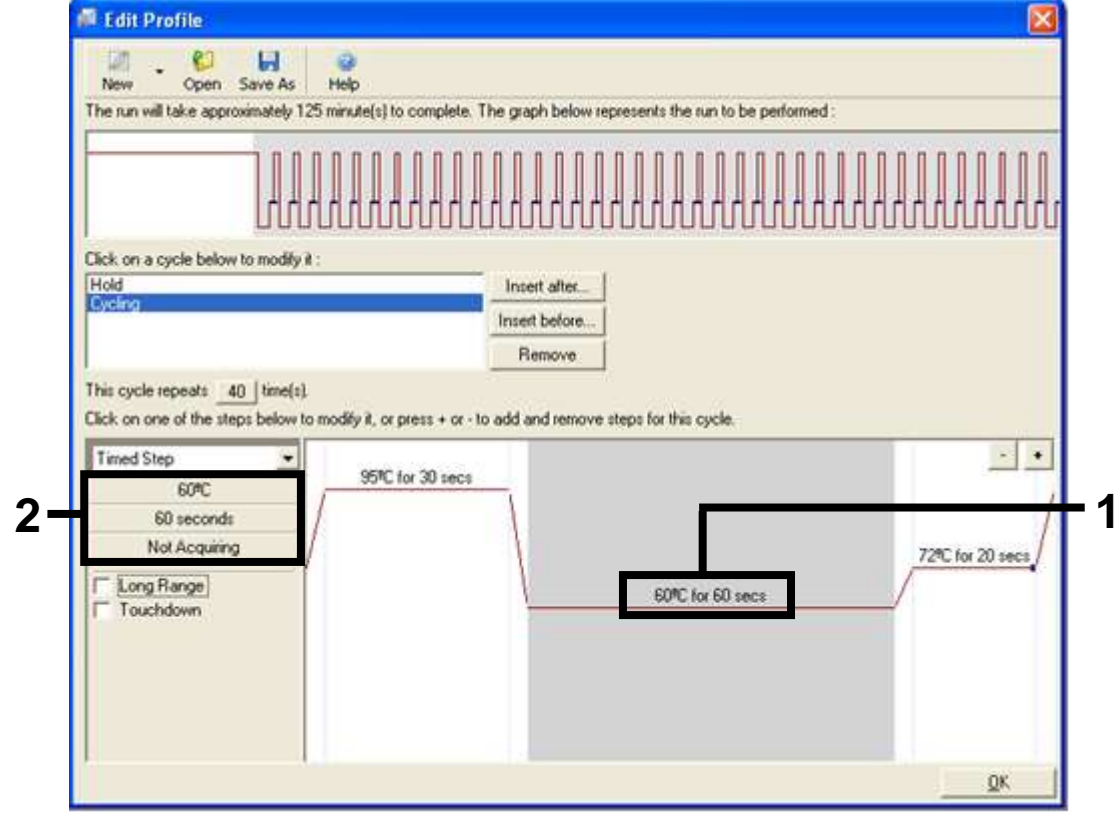 Edit Profile
New Open Save As Help
The run will take approximately 125 minute(s) to complete. The graph below represents the run to be performed :
Click on a cycle below to modify it :
Hold
Cycling
Insert after...
Insert before...
Remove
This cycle repeats 40 time(s).
Click on one of the steps below to modify it, or press + or - to add and remove steps for this cycle.
Timed Step
- +
60ºC
60 seconds
Not Acquiring
Long Range
Touchdown
95ºC for 30 secs
60ºC for 60 secs
72ºC for 20 secs
2
1
OK